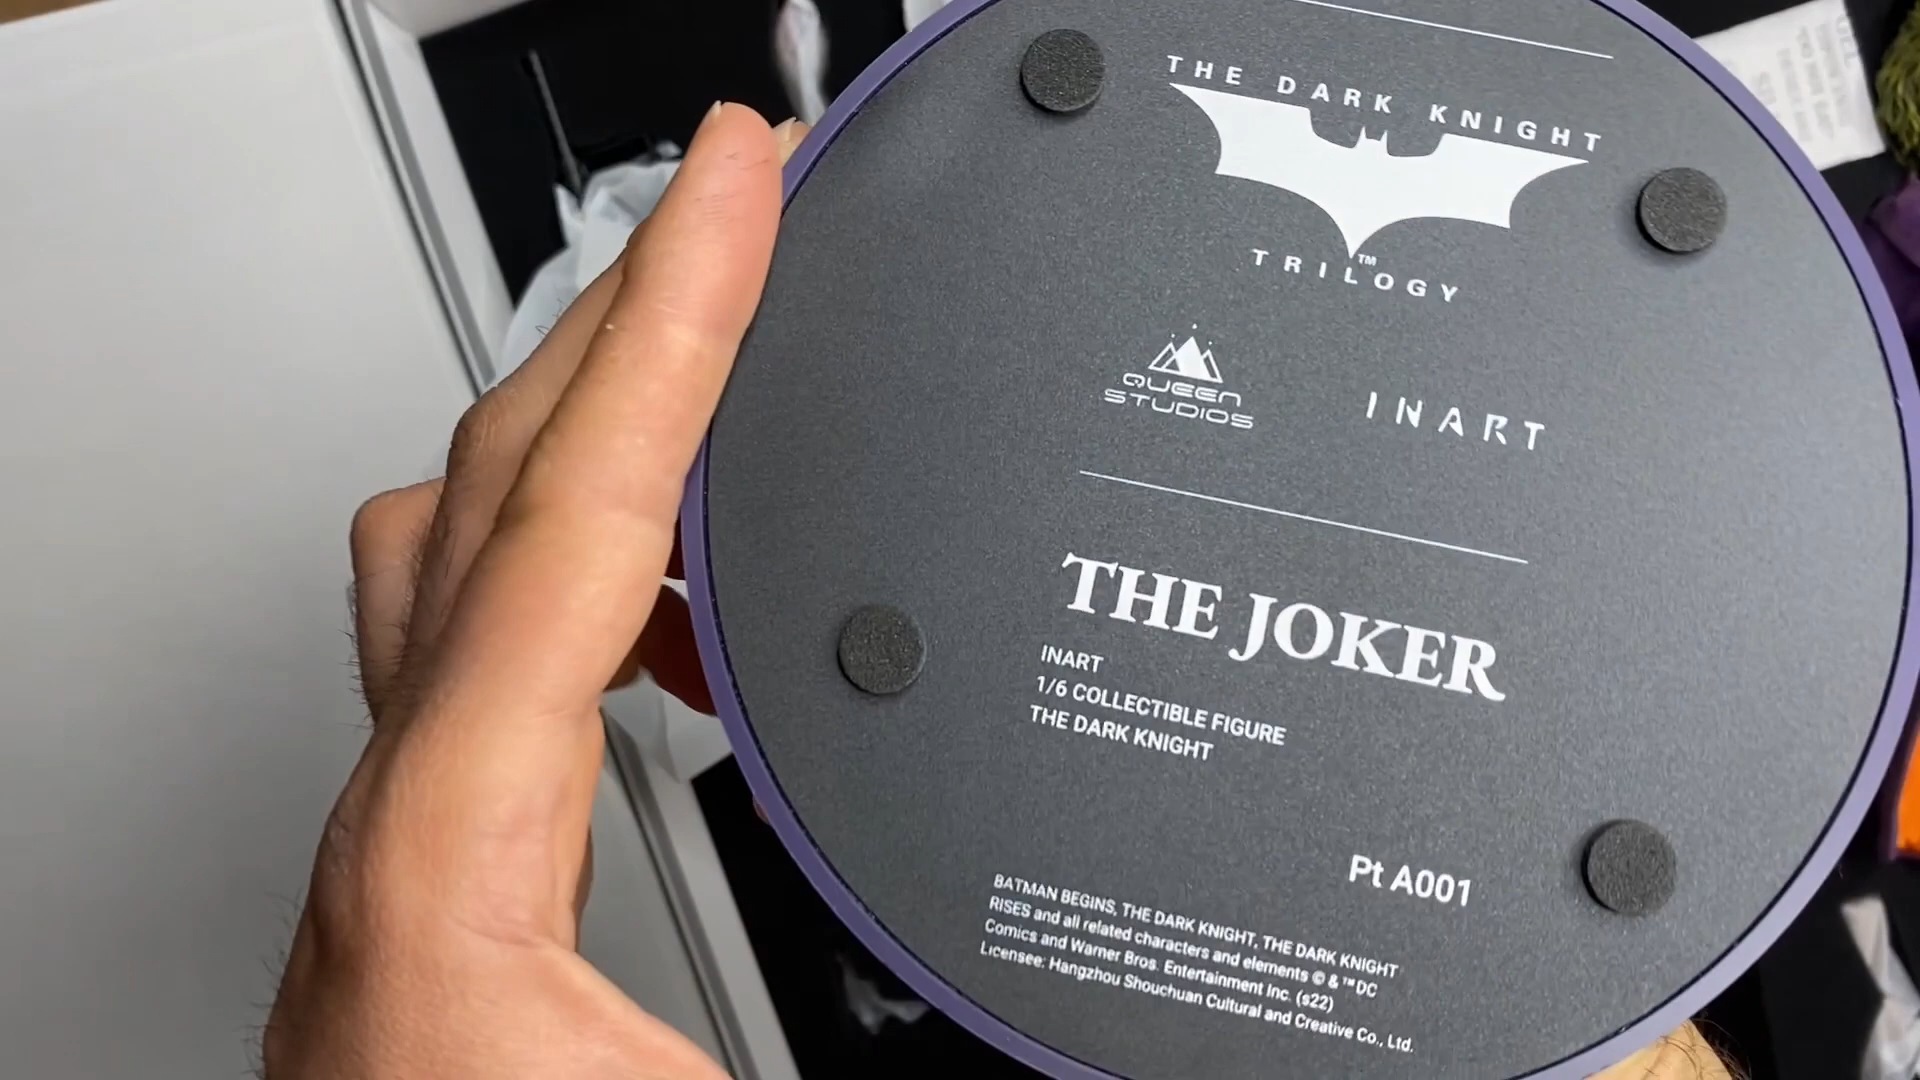 THE DARK KNIGHT
TRILOGY™
QUEEN
STUDIOS
INART
THE JOKER
INART
1/6 COLLECTIBLE FIGURE
THE DARK KNIGHT
Pt A001
BATMAN BEGINS, THE DARK KNIGHT, THE DARK KNIGHT
RISES and all related characters and elements © & ™ DC
Comics and Warner Bros. Entertainment Inc. (s22)
Licensee: Hangzhou Shouchuan Cultural and Creative Co., Ltd.